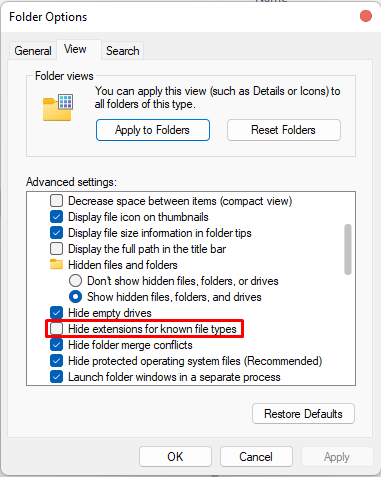 Folder Options
General
View
Search
Folder views
You can apply this view (such as Details or Icons) to
all folders of this type.
Apply to Folders
Reset Folders
Advanced settings:
Decrease space between items (compact view)
Display file icon on thumbnails
Display file size information in folder tips
Display the full path in the title bar
Hidden files and folders
Don't show hidden files, folders, or drives
Show hidden files, folders, and drives
Hide empty drives
Hide extensions for known file types
Hide folder merge conflicts
Hide protected operating system files (Recommended)
Launch folder windows in a separate process
Restore Defaults
OK
Cancel
Apply